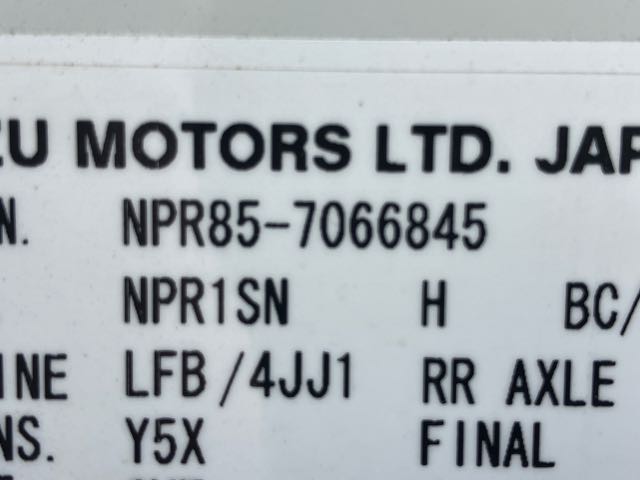 ZU MOTORS LTD. JAP
N. NPR85-7066845
NPR1SN H BC/
INE LFB/4JJ1 RR AXLE
NS. Y5X FINAL